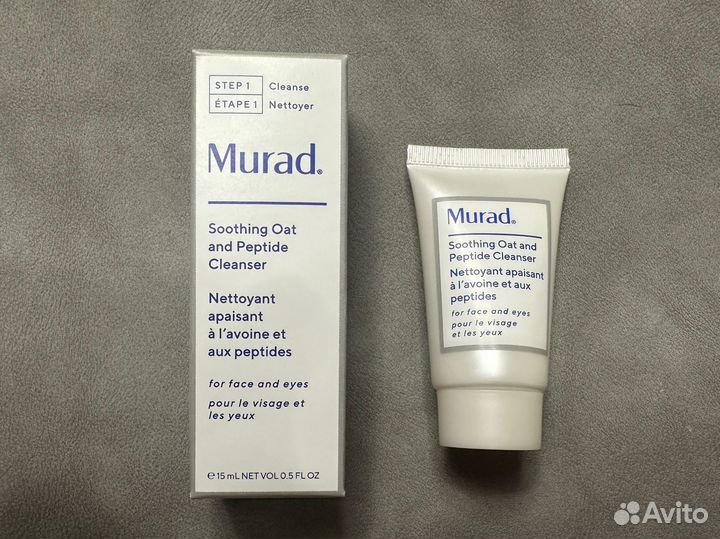 STEP 1 Cleanse
ÉTAPE 1 Nettoyer
Murad®
Soothing Oat
and Peptide
Cleanser
Nettoyant
apaisant
à l'avoine et
aux peptides
for face and eyes
pour le visage et
les yeux
℮ 15 mL NET VOL 0.5 FL OZ
Murad®
Soothing Oat and
Peptide Cleanser
Nettoyant apaisant
à l'avoine et aux
peptides
for face and eyes
pour le visage
et les yeux
Avito